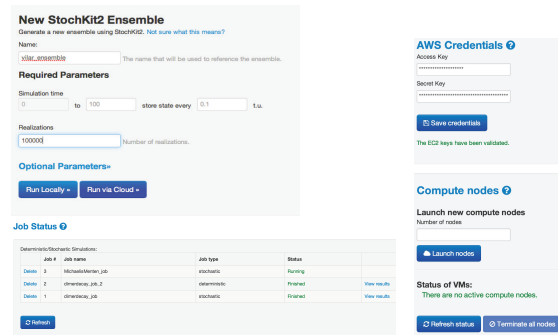 New StochKit2 Ensemble
Generate a new ensemble using StochKit2. Not sure what this means?
Name:
vilar_ensemble The name that will be used to reference the ensemble.
Required Parameters
Simulation time
0 to 100 store state every 0.1 t.u.
Realizations
100000 Number of realizations.
Optional Parameters»
Run Locally » Run via Cloud »
Job Status ?
Deterministic/Stochastic Simulations:
Job # Job name Job type Status
Delete 3 MichaelisMenten_job stochastic Running
Delete 2 dimerdecay_job_2 deterministic Finished View results
Delete 1 dimerdecay_job stochastic Finished View results
Refresh
AWS Credentials ?
Access Key
********************
Secret Key
****************************************
Save credentials
The EC2 keys have been validated.
Compute nodes ?
Launch new compute nodes
Number of nodes
Launch nodes
Status of VMs:
There are no active compute nodes.
Refresh status Terminate all nodes